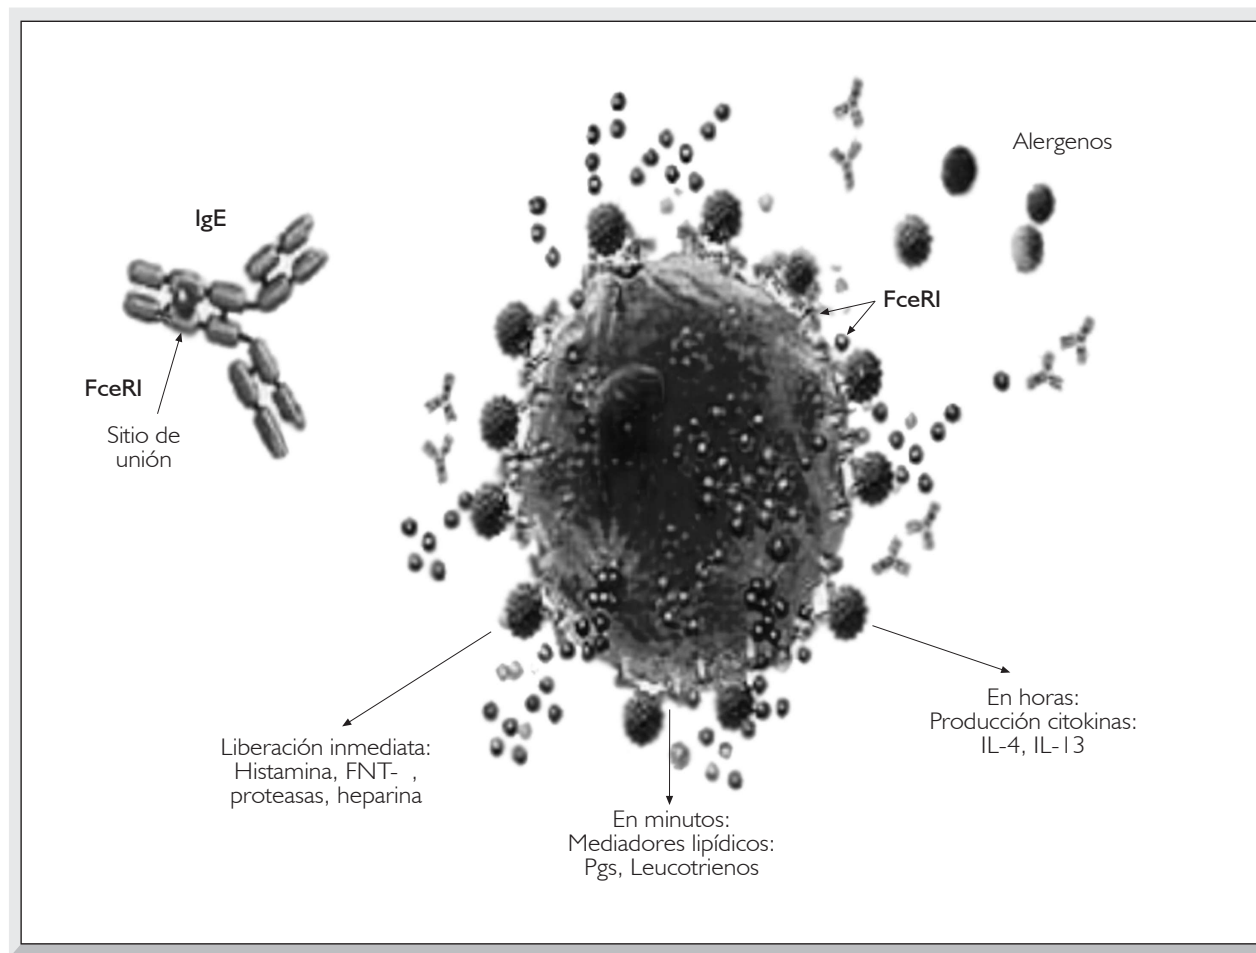 Alergenos
IgE
FceRI
FceRI
Sitio de
unión
En horas:
Producción citokinas:
IL-4, IL-13
Liberación inmediata:
Histamina, FNT- ,
proteasas, heparina
En minutos:
Mediadores lipídicos:
Pgs, Leucotrienos